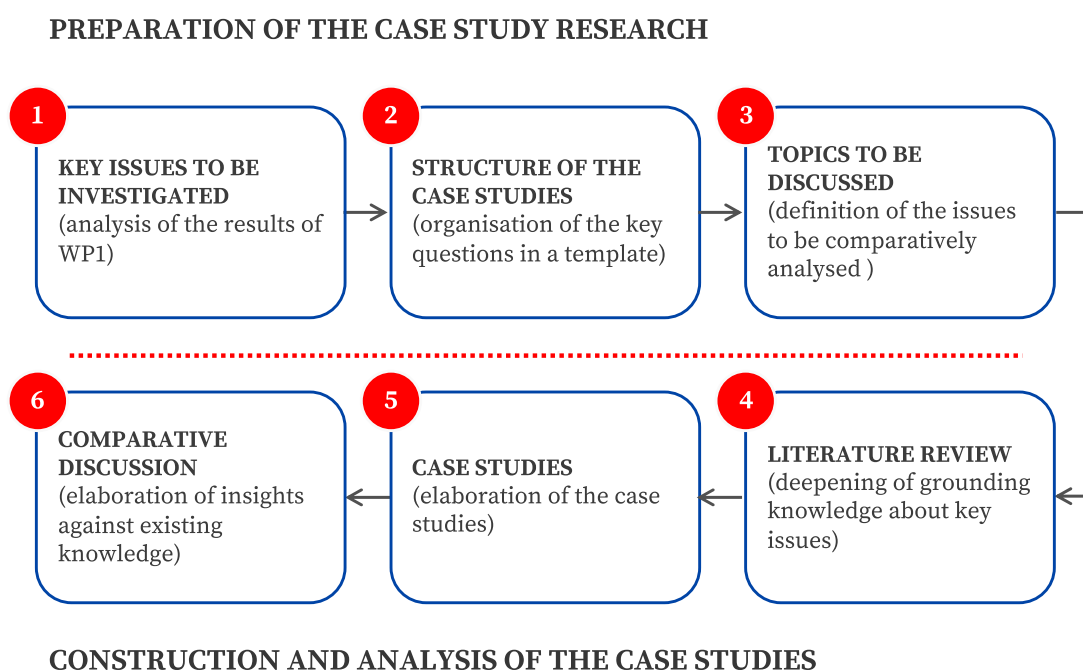 PREPARATION OF THE CASE STUDY RESEARCH
1
KEY ISSUES TO BE
INVESTIGATED
(analysis of the results of
WP1)
2
STRUCTURE OF THE
CASE STUDIES
(organisation of the key
questions in a template)
3
TOPICS TO BE
DISCUSSED
(definition of the issues
to be comparatively
analysed )
4
LITERATURE REVIEW
(deepening of grounding
knowledge about key
issues)
5
CASE STUDIES
(elaboration of the case
studies)
6
COMPARATIVE
DISCUSSION
(elaboration of insights
against existing
knowledge)
CONSTRUCTION AND ANALYSIS OF THE CASE STUDIES